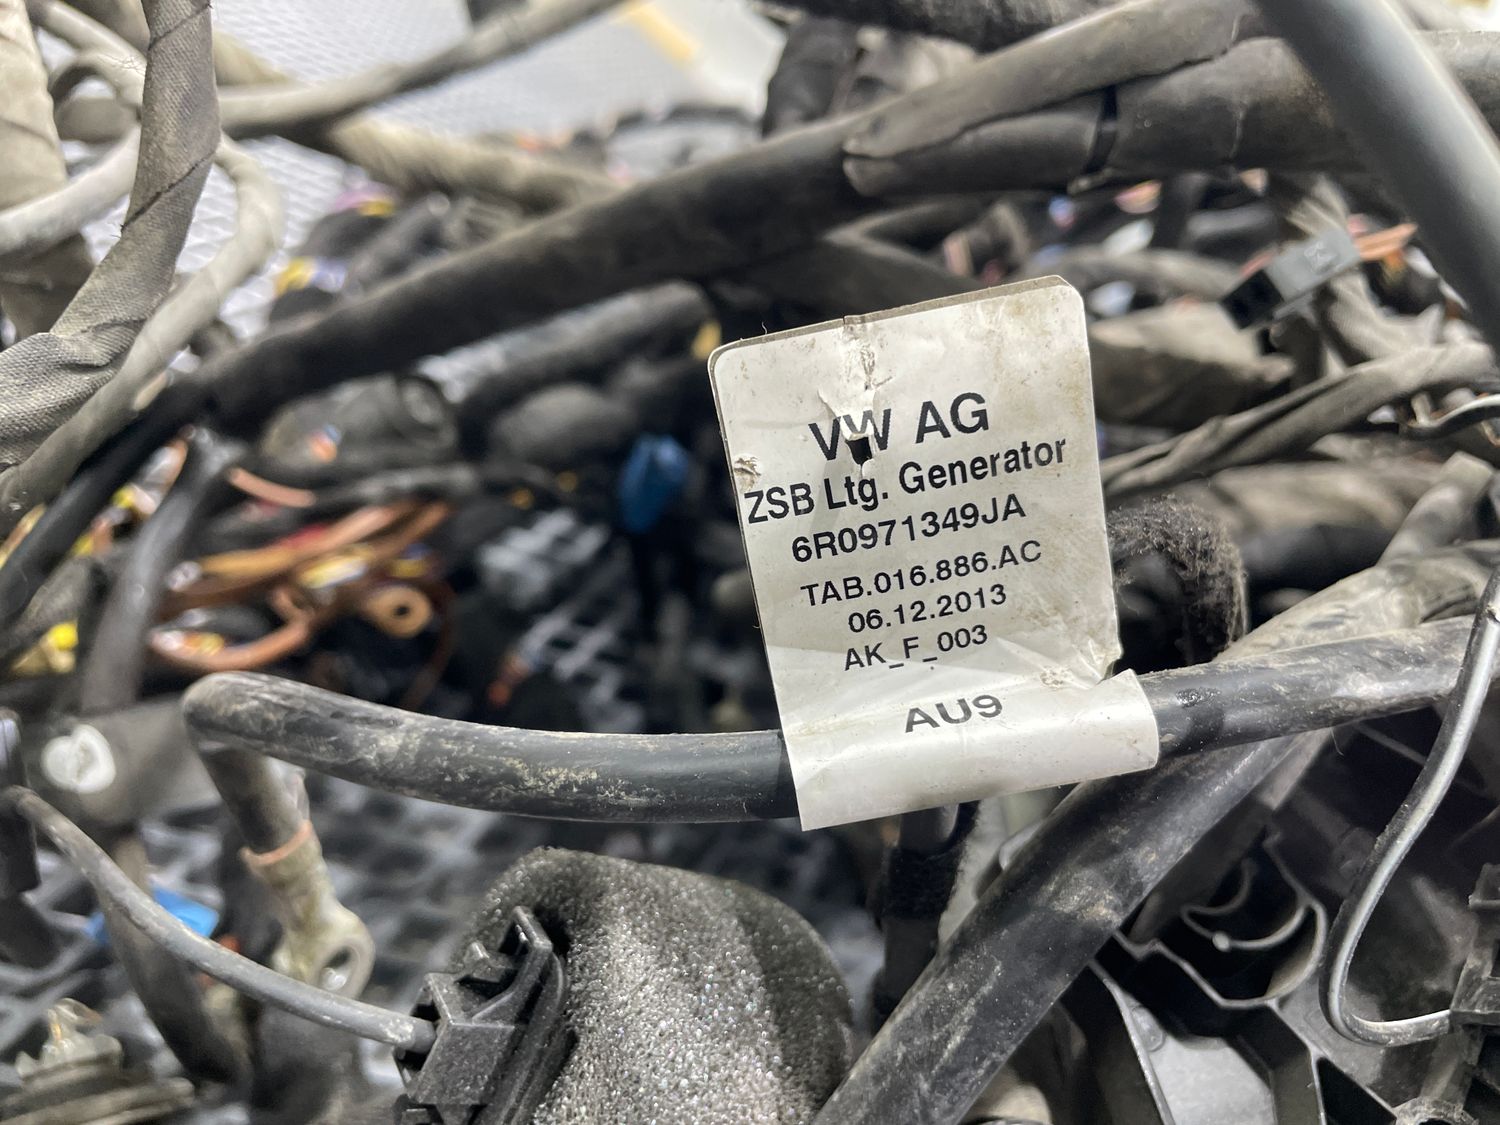 VW AG
ZSB Ltg. Generator
6R0971349JA
TAB.016.886.AC
06.12.2013
AK_F_003
AU9